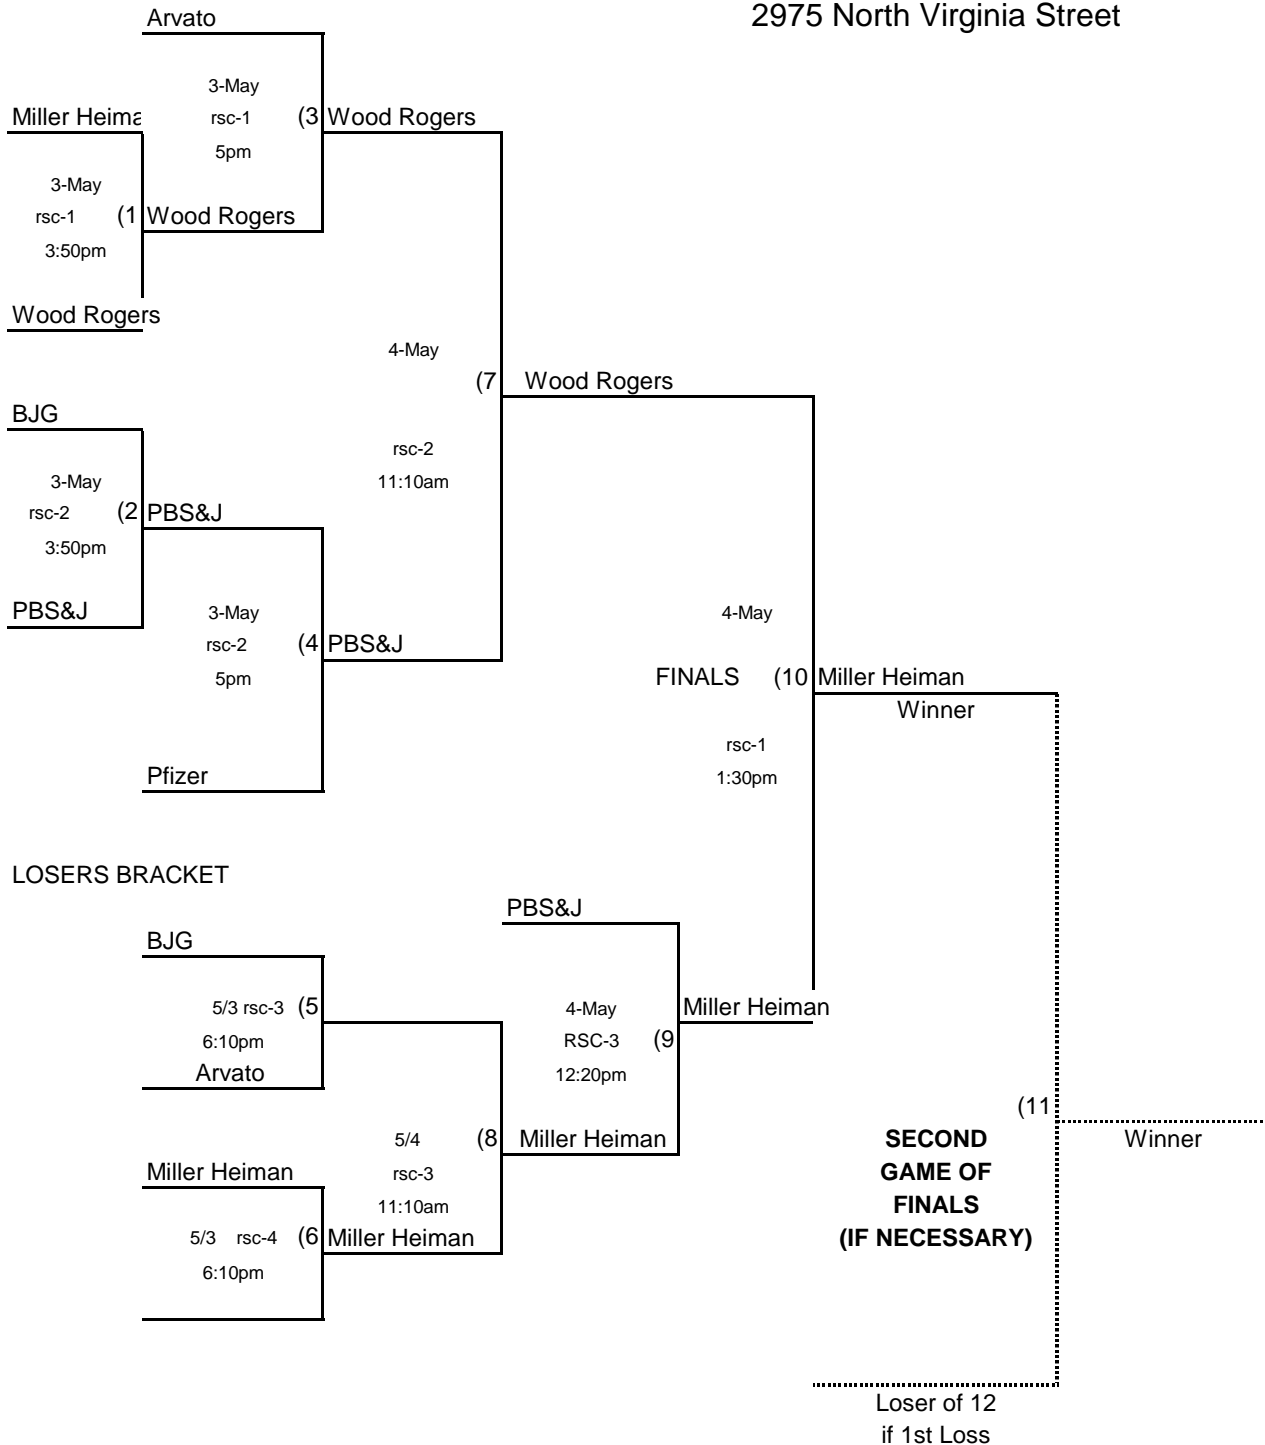 2975 North Virginia Street
Arvato
3-May
Miller Heima
rsc-1 (3 Wood Rogers
5pm
3-May
rsc-1 (1 Wood Rogers
3:50pm
Wood Rogers
4-May
(7 Wood Rogers
BJG
rsc-2
3-May
11:10am
rsc-2 (2 PBS&J
3:50pm
PBS&J
3-May
4-May
rsc-2 (4 PBS&J
5pm
FINALS (10 Miller Heiman
Winner
rsc-1
Pfizer
1:30pm
LOSERS BRACKET
PBS&J
BJG
5/3 rsc-3 (5
4-May
Miller Heiman
6:10pm
RSC-3 (9
Arvato
12:20pm
(11
5/4 (8 Miller Heiman
SECOND
Winner
Miller Heiman
rsc-3
GAME OF
11:10am
FINALS
5/3 rsc-4 (6 Miller Heiman
(IF NECESSARY)
6:10pm
Loser of 12
if 1st Loss